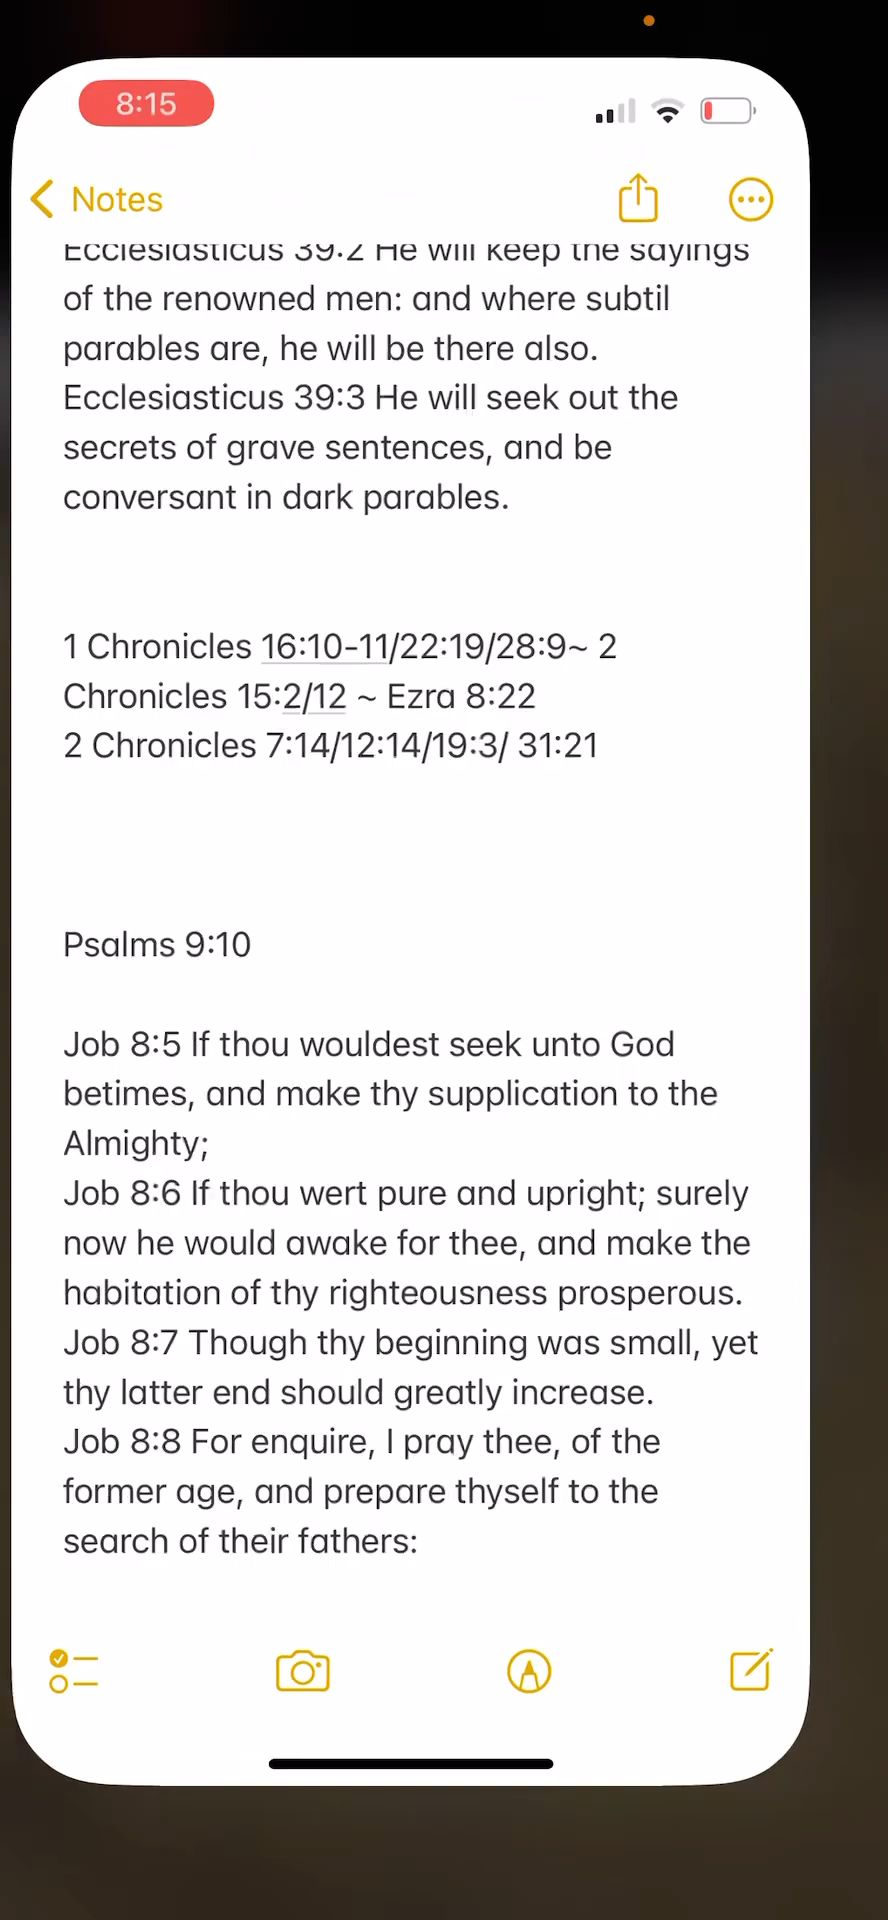 8:15
Notes
Ecclesiasticus 39:2 He will keep the sayings
of the renowned men: and where subtil
parables are, he will be there also.
Ecclesiasticus 39:3 He will seek out the
secrets of grave sentences, and be
conversant in dark parables.
1 Chronicles 16:10-11/22:19/28:9~ 2
Chronicles 15:2/12 ~ Ezra 8:22
2 Chronicles 7:14/12:14/19:3/ 31:21
Psalms 9:10
Job 8:5 If thou wouldest seek unto God
betimes, and make thy supplication to the
Almighty;
Job 8:6 If thou wert pure and upright; surely
now he would awake for thee, and make the
habitation of thy righteousness prosperous.
Job 8:7 Though thy beginning was small, yet
thy latter end should greatly increase.
Job 8:8 For enquire, I pray thee, of the
former age, and prepare thyself to the
search of their fathers: